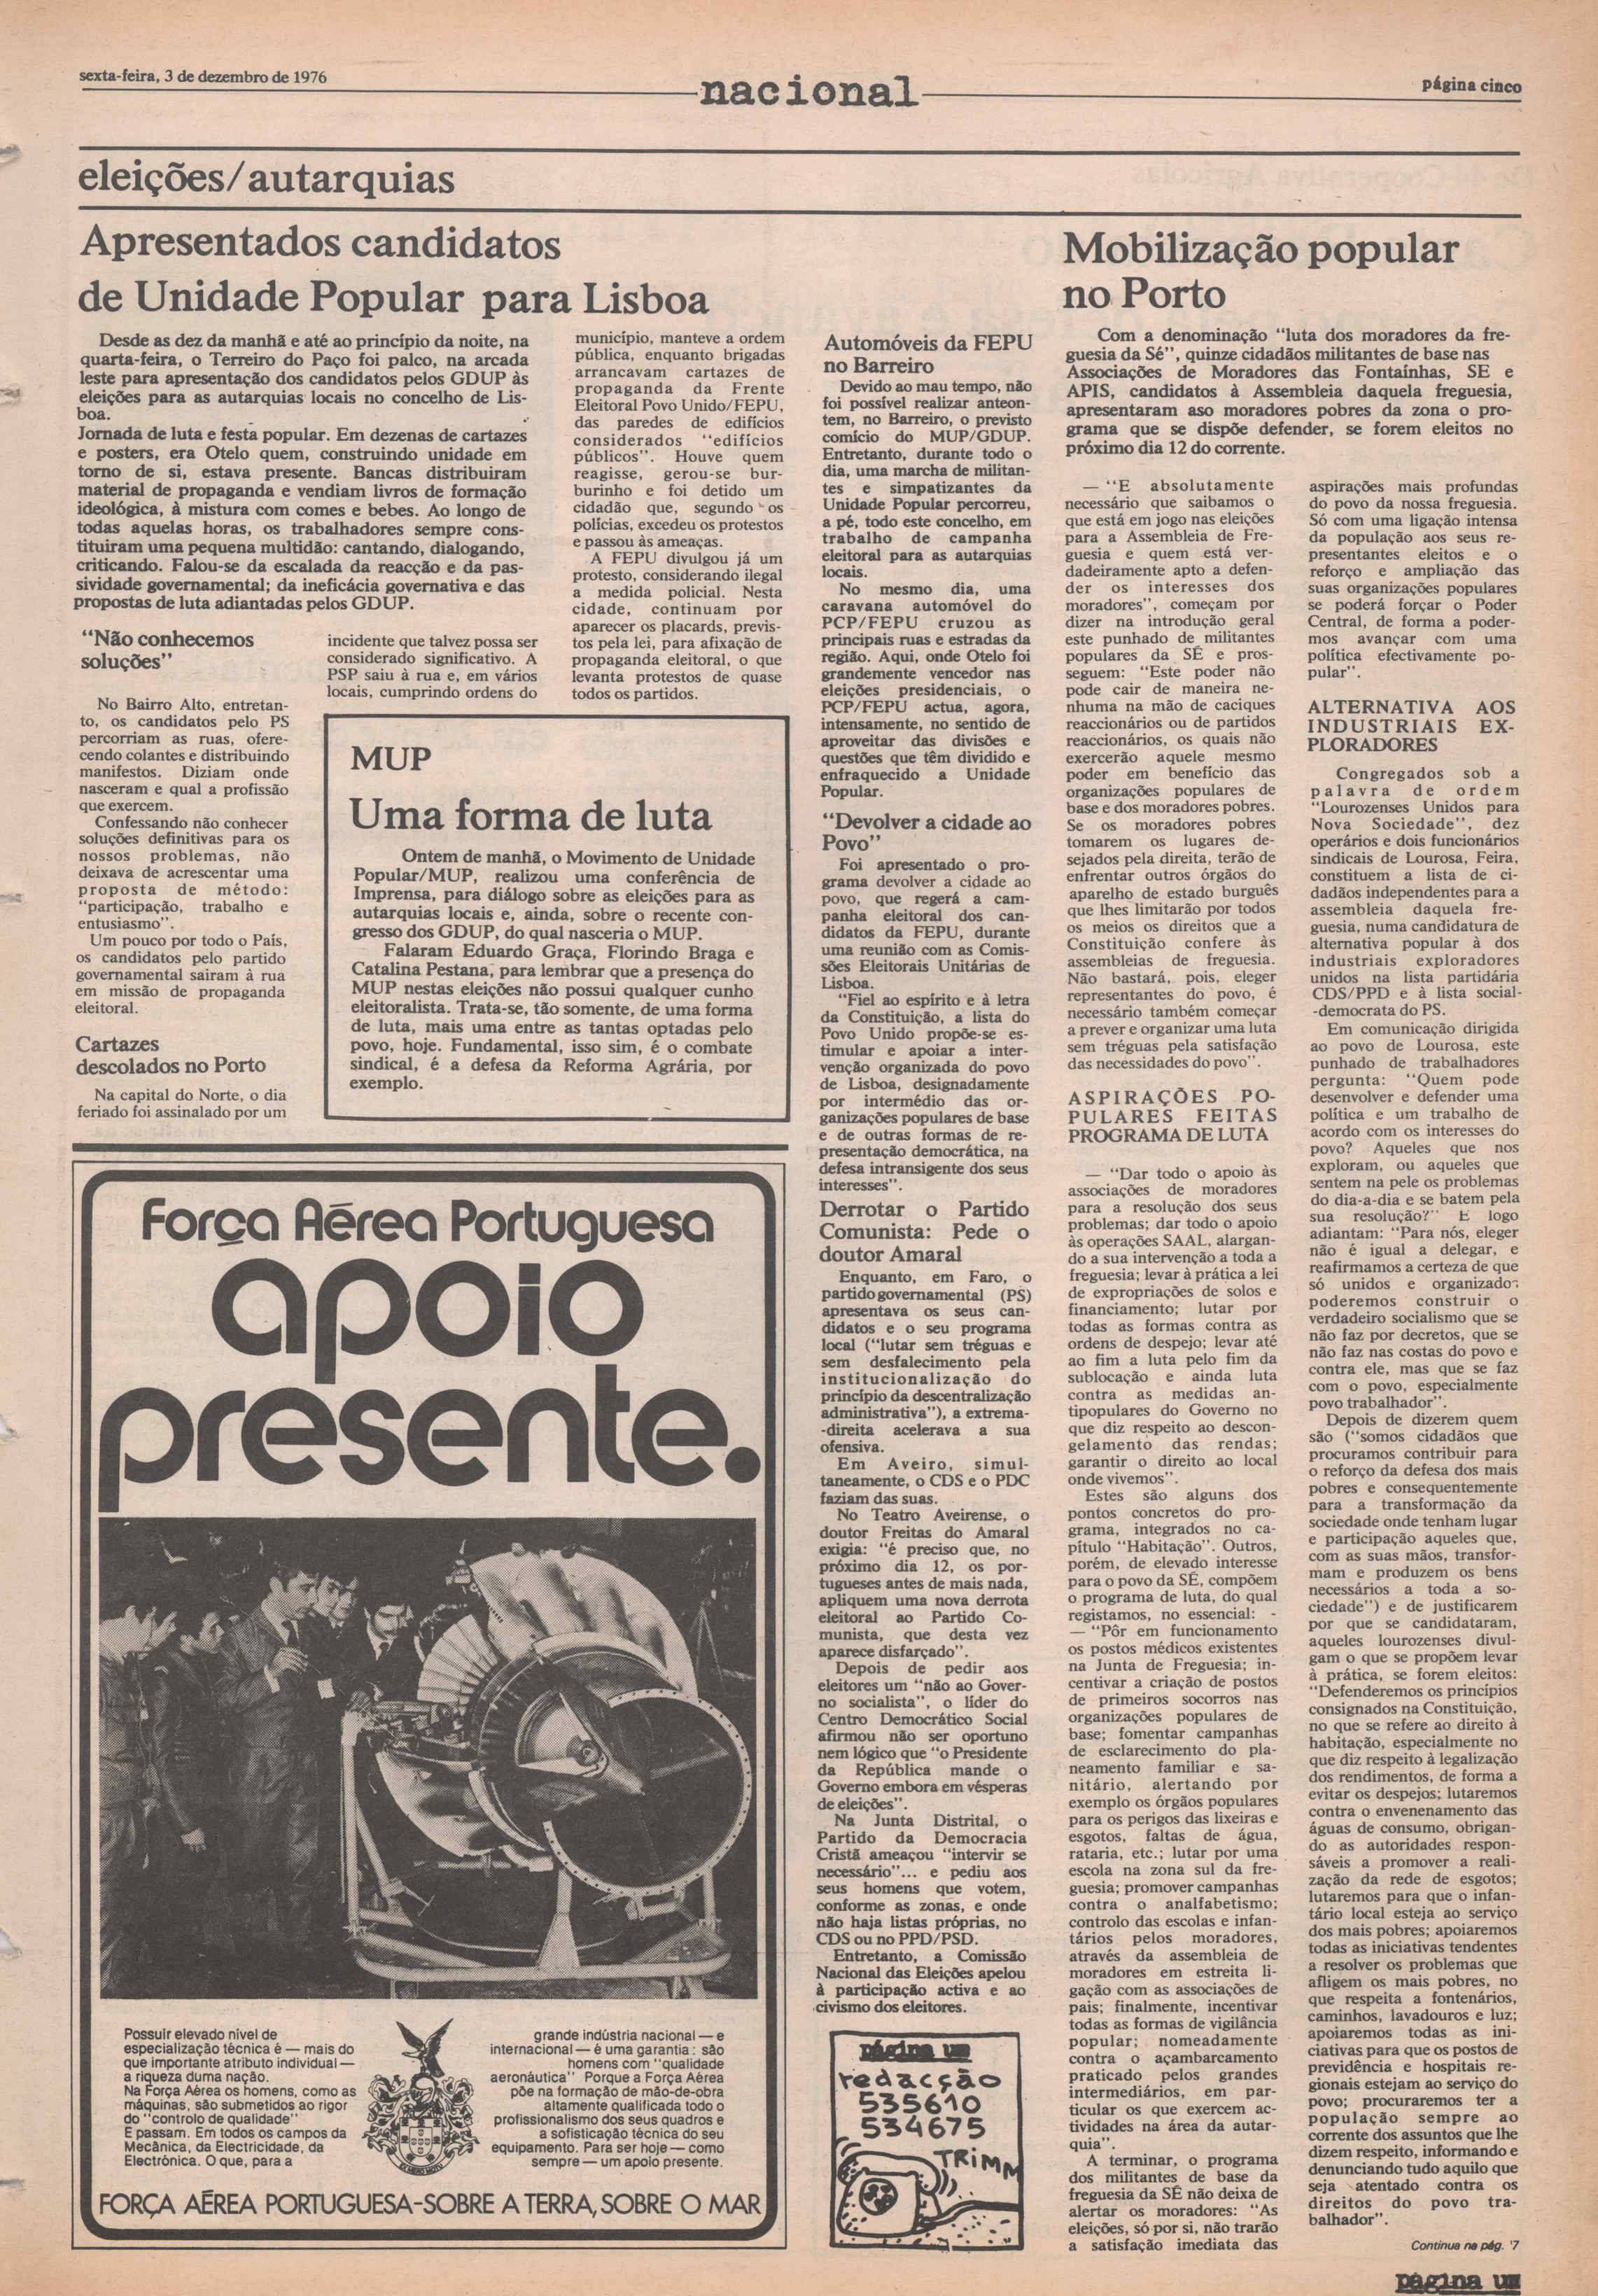 sexta-feira, 3 de dezembro de 1976
nacional
página cinco
eleições/autarquias
Apresentados candidatos
de Unidade Popular para Lisboa
Desde as dez da manhã e até ao princípio da noite, na
quarta-feira, o Terreiro do Paço foi palco, na arcada
leste para apresentação dos candidatos pelos GDUP às
eleições para as autarquias locais no concelho de Lis-
boa.
Jornada de luta e festa popular. Em dezenas de cartazes
e posters, era Otelo quem, construindo unidade em
torno de si, estava presente. Bancas distribuiram
material de propaganda e vendiam livros de formação
ideológica, à mistura com comes e bebes. Ao longo de
todas aquelas horas, os trabalhadores sempre cons-
tituiram uma pequena multidão: cantando, dialogando,
criticando. Falou-se da escalada da reacção e da pas-
sividade governamental; da ineficácia governativa e das
propostas de luta adiantadas pelos GDUP.
"Não conhecemos
soluções"
No Bairro Alto, entretan-
to, os candidatos pelo PS
percorriam as ruas, ofere-
cendo colantes e distribuindo
manifestos. Diziam onde
nasceram e qual a profissão
que exercem.
Confessando não conhecer
soluções definitivas para os
nossos problemas, não
deixava de acrescentar uma
proposta de método:
"participação, trabalho e
entusiasmo".
Um pouco por todo o País,
os candidatos pelo partido
governamental sairam à rua
em missão de propaganda
eleitoral.
Cartazes
descolados no Porto
Na capital do Norte, o dia
feriado foi assinalado por um
incidente que talvez possa ser
considerado significativo. A
PSP saiu à rua e, em vários
locais, cumprindo ordens do
município, manteve a ordem
pública, enquanto brigadas
arrancavam cartazes de
propaganda da Frente
Eleitoral Povo Unido/FEPU,
das paredes de edifícios
considerados "edifícios
públicos". Houve quem
reagisse, gerou-se bur-
burinho e foi detido um
cidadão que, segundo os
polícias, excedeu os protestos
e passou às ameaças.
A FEPU divulgou já um
protesto, considerando ilegal
a medida policial. Nesta
cidade, continuam por
aparecer os placards, previs-
tos pela lei, para afixação de
propaganda eleitoral, o que
levanta protestos de quase
todos os partidos.
MUP
Uma forma de luta
Ontem de manhã, o Movimento de Unidade
Popular/MUP, realizou uma conferência de
Imprensa, para diálogo sobre as eleições para as
autarquias locais e, ainda, sobre o recente con-
gresso dos GDUP, do qual nasceria o MUP.
Falaram Eduardo Graça, Florindo Braga e
Catalina Pestana, para lembrar que a presença do
MUP nestas eleições não possui qualquer cunho
eleitoralista. Trata-se, tão somente, de uma forma
de luta, mais uma entre as tantas optadas pelo
povo, hoje. Fundamental, isso sim, é o combate
sindical, é a defesa da Reforma Agrária, por
exemplo.
Automóveis da FEPU
no Barreiro
Devido ao mau tempo, não
foi possível realizar anteon-
tem, no Barreiro, o previsto
comício do MUP/GDUP.
Entretanto, durante todo o
dia, uma marcha de militan-
tes e simpatizantes da
Unidade Popular percorreu,
a pé, todo este concelho, em
trabalho de campanha
eleitoral para as autarquias
locais.
No mesmo dia, uma
caravana automóvel do
PCP/FEPU cruzou as
principais ruas e estradas da
região. Aqui, onde Otelo foi
grandemente vencedor nas
eleições presidenciais, o
PCP/FEPU actua, agora,
intensamente, no sentido de
aproveitar das divisões e
questões que têm dividido e
enfraquecido a Unidade
Popular.
"Devolver a cidade ao
Povo"
Foi apresentado o pro-
grama devolver a cidade ao
povo, que regerá a cam-
panha eleitoral dos can-
didatos da FEPU, durante
uma reunião com as Comis-
sões Eleitorais Unitárias de
Lisboa.
"Fiel ao espírito e à letra
da Constituição, a lista do
Povo Unido propõe-se es-
timular e apoiar a inter-
venção organizada do povo
de Lisboa, designadamente
por intermédio das or-
ganizações populares de base
e de outras formas de re-
presentação democrática, na
defesa intransigente dos seus
interesses".
Derrotar o Partido
Comunista: Pede o
doutor Amaral
Enquanto, em Faro, o
partido governamental (PS)
apresentava os seus can-
didatos e o seu programa
local ("lutar sem tréguas e
sem desfalecimento pela
institucionalização do
princípio da descentralização
administrativa"), a extrema-
-direita acelerava a sua
ofensiva.
Em Aveiro, simul-
taneamente, o CDS e o PDC
faziam das suas.
No Teatro Aveirense, o
doutor Freitas do Amaral
exigia: "é preciso que, no
próximo dia 12, os por-
tugueses antes de mais nada,
apliquem uma nova derrota
eleitoral ao Partido Co-
munista, que desta vez
aparece disfarçado".
Depois de pedir aos
eleitores um "não ao Gover-
no socialista", o líder do
Centro Democrático Social
afirmou não ser oportuno
nem lógico que "o Presidente
da República mande o
Governo embora em vésperas
de eleições".
Na Junta Distrital, o
Partido da Democracia
Cristã ameaçou "intervir se
necessário"... e pediu aos
seus homens que votem,
conforme as zonas, e onde
não haja listas próprias, no
CDS ou no PPD/PSD.
Entretanto, a Comissão
Nacional das Eleições apelou
à participação activa e ao
civismo dos eleitores.
página um
redacção
535610
534675
TRIMM
Mobilização popular
no Porto
Com a denominação "luta dos moradores da fre-
guesia da Sé", quinze cidadãos militantes de base nas
Associações de Moradores das Fontaínhas, SE e
APIS, candidatos à Assembleia daquela freguesia,
apresentaram aso moradores pobres da zona o pro-
grama que se dispõe defender, se forem eleitos no
próximo dia 12 do corrente.
— "E absolutamente
necessário que saibamos o
que está em jogo nas eleições
para a Assembleia de Fre-
guesia e quem está ver-
dadeiramente apto a defen-
der os interesses dos
moradores", começam por
dizer na introdução geral
este punhado de militantes
populares da SÉ e pros-
seguem: "Este poder não
pode cair de maneira ne-
nhuma na mão de caciques
reaccionários ou de partidos
reaccionários, os quais não
exercerão aquele mesmo
poder em benefício das
organizações populares de
base e dos moradores pobres.
Se os moradores pobres
tomarem os lugares de-
sejados pela direita, terão de
enfrentar outros órgãos do
aparelho de estado burguês
que lhes limitarão por todos
os meios os direitos que a
Constituição confere às
assembleias de freguesia.
Não bastará, pois, eleger
representantes do povo, é
necessário também começar
a prever e organizar uma luta
sem tréguas pela satisfação
das necessidades do povo".
ASPIRAÇÕES PO-
PULARES FEITAS
PROGRAMA DE LUTA
— "Dar todo o apoio às
associações de moradores
para a resolução dos seus
problemas; dar todo o apoio
às operações SAAL, alargan-
do a sua intervenção a toda a
freguesia; levar à prática a lei
de expropriações de solos e
financiamento; lutar por
todas as formas contra as
ordens de despejo; levar até
ao fim a luta pelo fim da
sublocação e ainda luta
contra as medidas an-
tipopulares do Governo no
que diz respeito ao descon-
gelamento das rendas;
garantir o direito ao local
onde vivemos".
Estes são alguns dos
pontos concretos do pro-
grama, integrados no ca-
pítulo "Habitação". Outros,
porém, de elevado interesse
para o povo da SÉ, compõem
o programa de luta, do qual
registamos, no essencial: -
— "Pôr em funcionamento
os postos médicos existentes
na Junta de Freguesia; in-
centivar a criação de postos
de primeiros socorros nas
organizações populares de
base; fomentar campanhas
de esclarecimento do pla-
neamento familiar e sa-
nitário, alertando por
exemplo os órgãos populares
para os perigos das lixeiras e
esgotos, faltas de água,
rataria, etc.; lutar por uma
escola na zona sul da fre-
guesia; promover campanhas
contra o analfabetismo;
controlo das escolas e infan-
tários pelos moradores,
através da assembleia de
moradores em estreita li-
gação com as associações de
pais; finalmente, incentivar
todas as formas de vigilância
popular; nomeadamente
contra o açambarcamento
praticado pelos grandes
intermediários, em par-
ticular os que exercem ac-
tividades na área da autar-
quia".
A terminar, o programa
dos militantes de base da
freguesia da SÉ não deixa de
alertar os moradores: "As
eleições, só por si, não trarão
a satisfação imediata das
aspirações mais profundas
do povo da nossa freguesia.
Só com uma ligação intensa
da população aos seus re-
presentantes eleitos e o
reforço e ampliação das
suas organizações populares
se poderá forçar o Poder
Central, de forma a poder-
mos avançar com uma
política efectivamente po-
pular".
ALTERNATIVA AOS
INDUSTRIAIS EX-
PLORADORES
Congregados sob a
palavra de ordem
"Lourozenses Unidos para
Nova Sociedade", dez
operários e dois funcionários
sindicais de Lourosa, Feira,
constituem a lista de ci-
dadãos independentes para a
assembleia daquela fre-
guesia, numa candidatura de
alternativa popular à dos
industriais exploradores
unidos na lista partidária
CDS/PPD e à lista social-
-democrata do PS.
Em comunicação dirigida
ao povo de Lourosa, este
punhado de trabalhadores
pergunta: "Quem pode
desenvolver e defender uma
política e um trabalho de
acordo com os interesses do
povo? Aqueles que nos
exploram, ou aqueles que
sentem na pele os problemas
do dia-a-dia e se batem pela
sua resolução?" E logo
adiantam: "Para nós, eleger
não é igual a delegar, e
reafirmamos a certeza de que
só unidos e organizados
poderemos construir o
verdadeiro socialismo que se
não faz por decretos, que se
não faz nas costas do povo e
contra ele, mas que se faz
com o povo, especialmente
povo trabalhador".
Depois de dizerem quem
são ("somos cidadãos que
procuramos contribuir para
o reforço da defesa dos mais
pobres e consequentemente
para a transformação da
sociedade onde tenham lugar
e participação aqueles que,
com as suas mãos, transfor-
mam e produzem os bens
necessários a toda a so-
ciedade") e de justificarem
por que se candidataram,
aqueles lourozenses divul-
gam o que se propõem levar
à prática, se forem eleitos:
"Defenderemos os princípios
consignados na Constituição,
no que se refere ao direito à
habitação, especialmente no
que diz respeito à legalização
dos rendimentos, de forma a
evitar os despejos; lutaremos
contra o envenenamento das
águas de consumo, obrigan-
do as autoridades respon-
sáveis a promover a reali-
zação da rede de esgotos;
lutaremos para que o infan-
tário local esteja ao serviço
dos mais pobres; apoiaremos
todas as iniciativas tendentes
a resolver os problemas que
afligem os mais pobres, no
que respeita a fontenários,
caminhos, lavadouros e luz;
apoiaremos todas as ini-
ciativas para que os postos de
previdência e hospitais re-
gionais estejam ao serviço do
povo; procuraremos ter a
população sempre ao
corrente dos assuntos que lhe
dizem respeito, informando e
denunciando tudo aquilo que
seja atentado contra os
direitos do povo tra-
balhador".
Continua na pág. 7
página um
Força Aérea Portuguesa
apoio
presente.
Possuir elevado nível de
especialização técnica é — mais do
que importante atributo individual —
a riqueza duma nação.
Na Força Aérea os homens, como as
máquinas, são submetidos ao rigor
do "controlo de qualidade"
E passam. Em todos os campos da
Mecânica, da Electricidade, da
Electrónica. O que, para a
grande indústria nacional — e
internacional — é uma garantia: são
homens com "qualidade
aeronáutica" Porque a Força Aérea
põe na formação de mão-de-obra
altamente qualificada todo o
profissionalismo dos seus quadros e
a sofisticação técnica do seu
equipamento. Para ser hoje — como
sempre — um apoio presente.
EX MERO MOTU
FORÇA AÉREA PORTUGUESA-SOBRE A TERRA, SOBRE O MAR